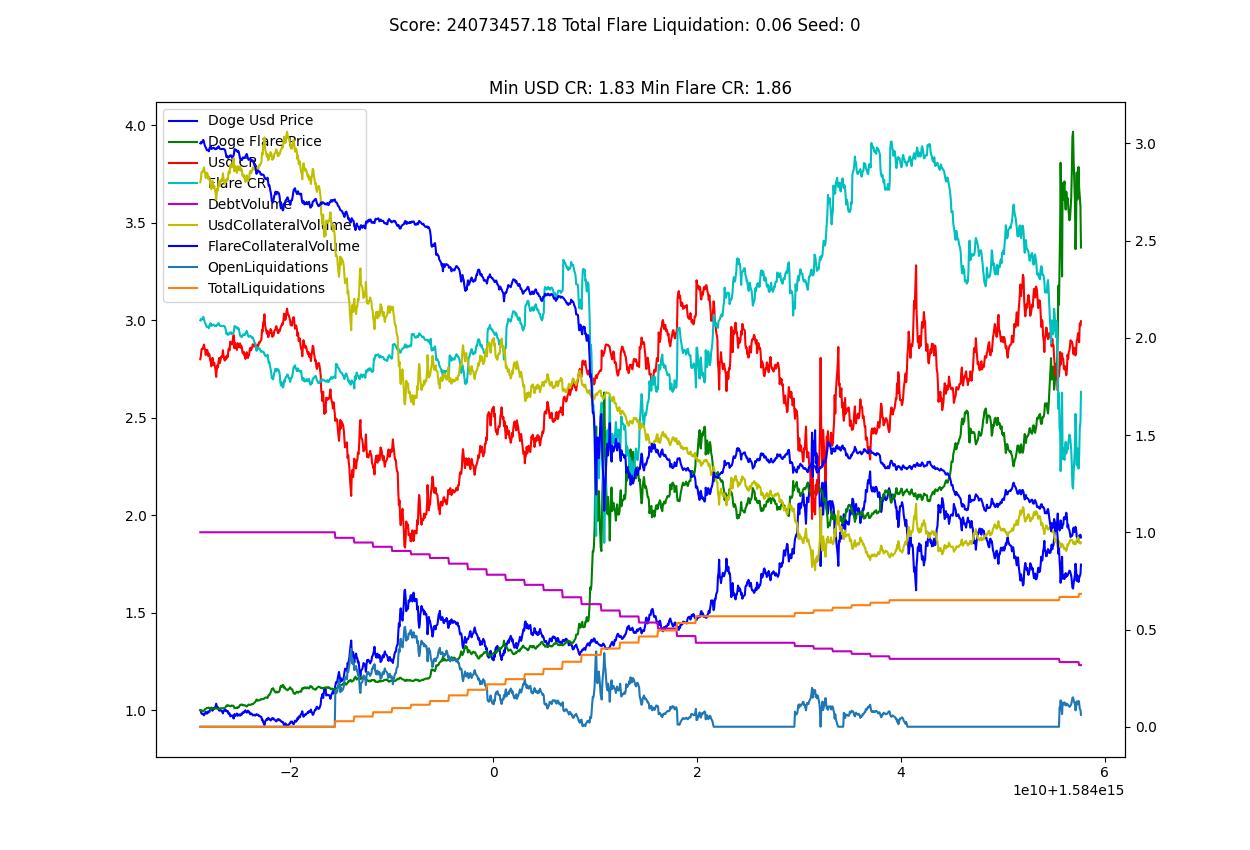 Score: 24073457.18 Total Flare Liquidation: 0.06 Seed: 0
Min USD CR: 1.83 Min Flare CR: 1.86
Doge Usd Price
Doge Flare Price
Usd CR
Flare CR
DebtVolume
UsdCollateralVolume
FlareCollateralVolume
OpenLiquidations
TotalLiquidations
4.0
3.5
3.0
2.5
2.0
1.5
1.0
3.0
2.5
2.0
1.5
1.0
0.5
0.0
−2
0
2
4
6
1e10+1.584e15